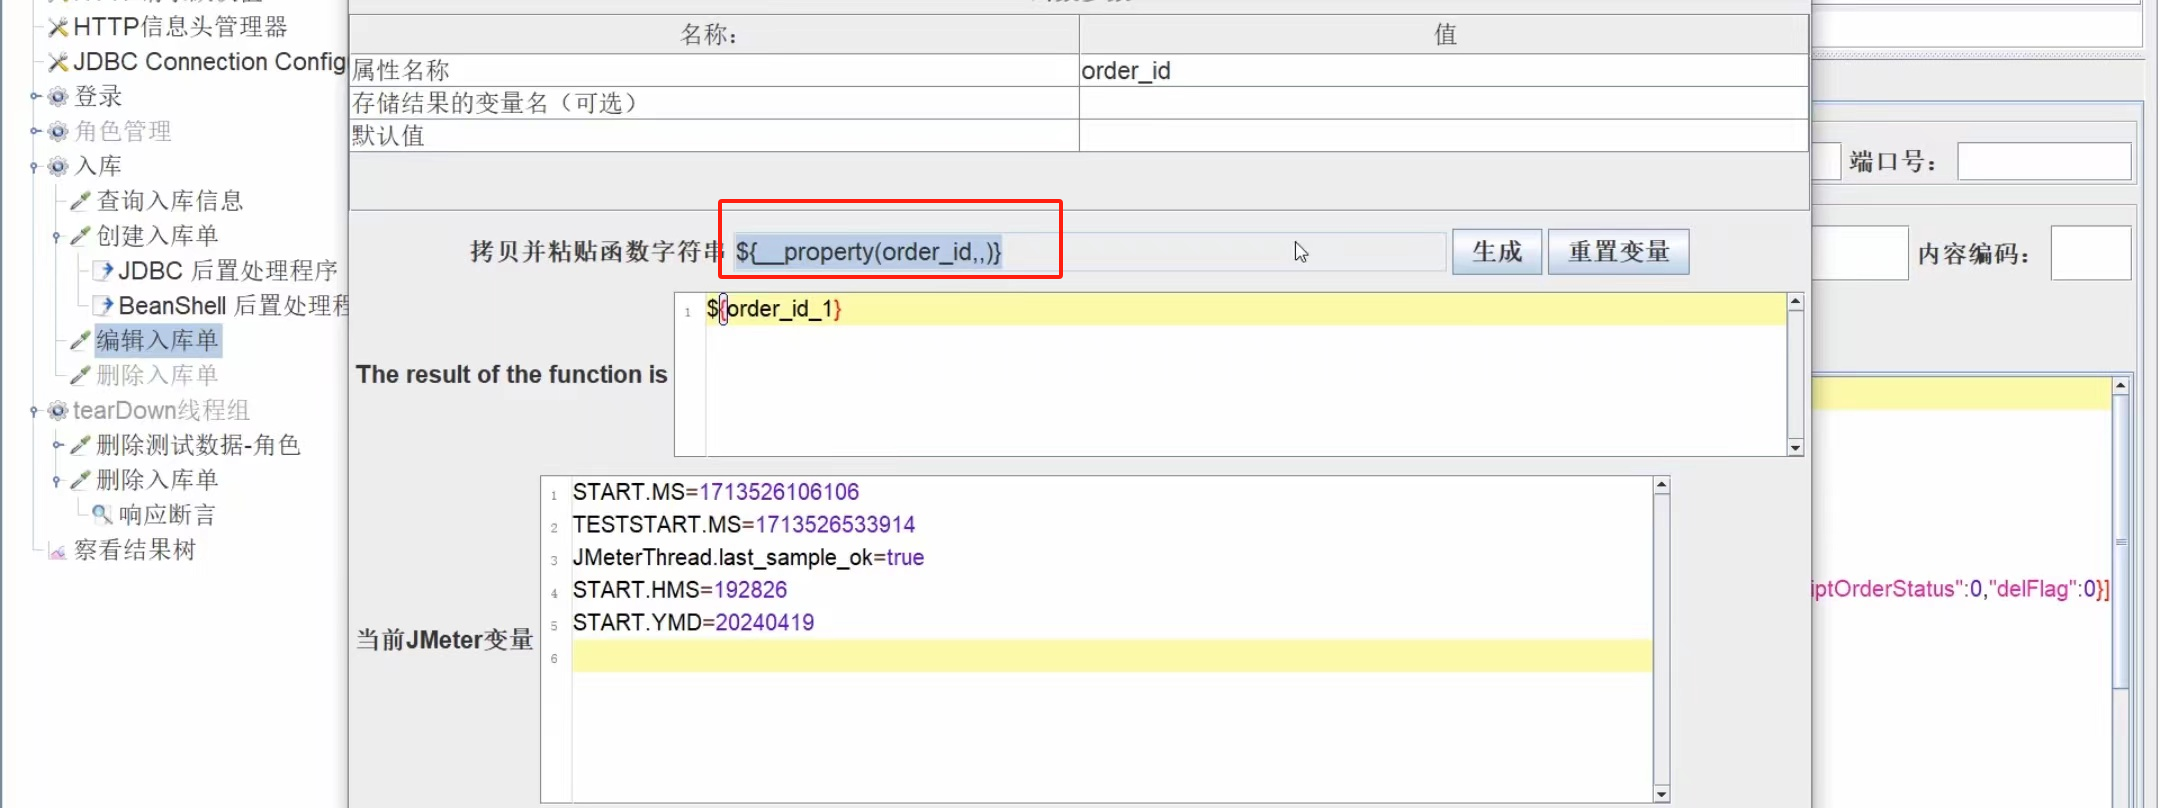 HTTP信息头管理器
JDBC Connection Config
登录
角色管理
入库
查询入库信息
创建入库单
JDBC 后置处理程序
BeanShell 后置处理程
编辑入库单
删除入库单
tearDown线程组
删除测试数据-角色
删除入库单
响应断言
察看结果树
名称： 值
属性名称 order_id
存储结果的变量名（可选）
默认值
拷贝并粘贴函数字符串 ${__property(order_id,,)} 生成 重置变量
The result of the function is
1 ${order_id_1}
当前JMeter变量
1 START.MS=1713526106106
2 TESTSTART.MS=1713526533914
3 JMeterThread.last_sample_ok=true
4 START.HMS=192826
5 START.YMD=20240419
6
端口号：
内容编码：
iptOrderStatus":0,"delFlag":0}]